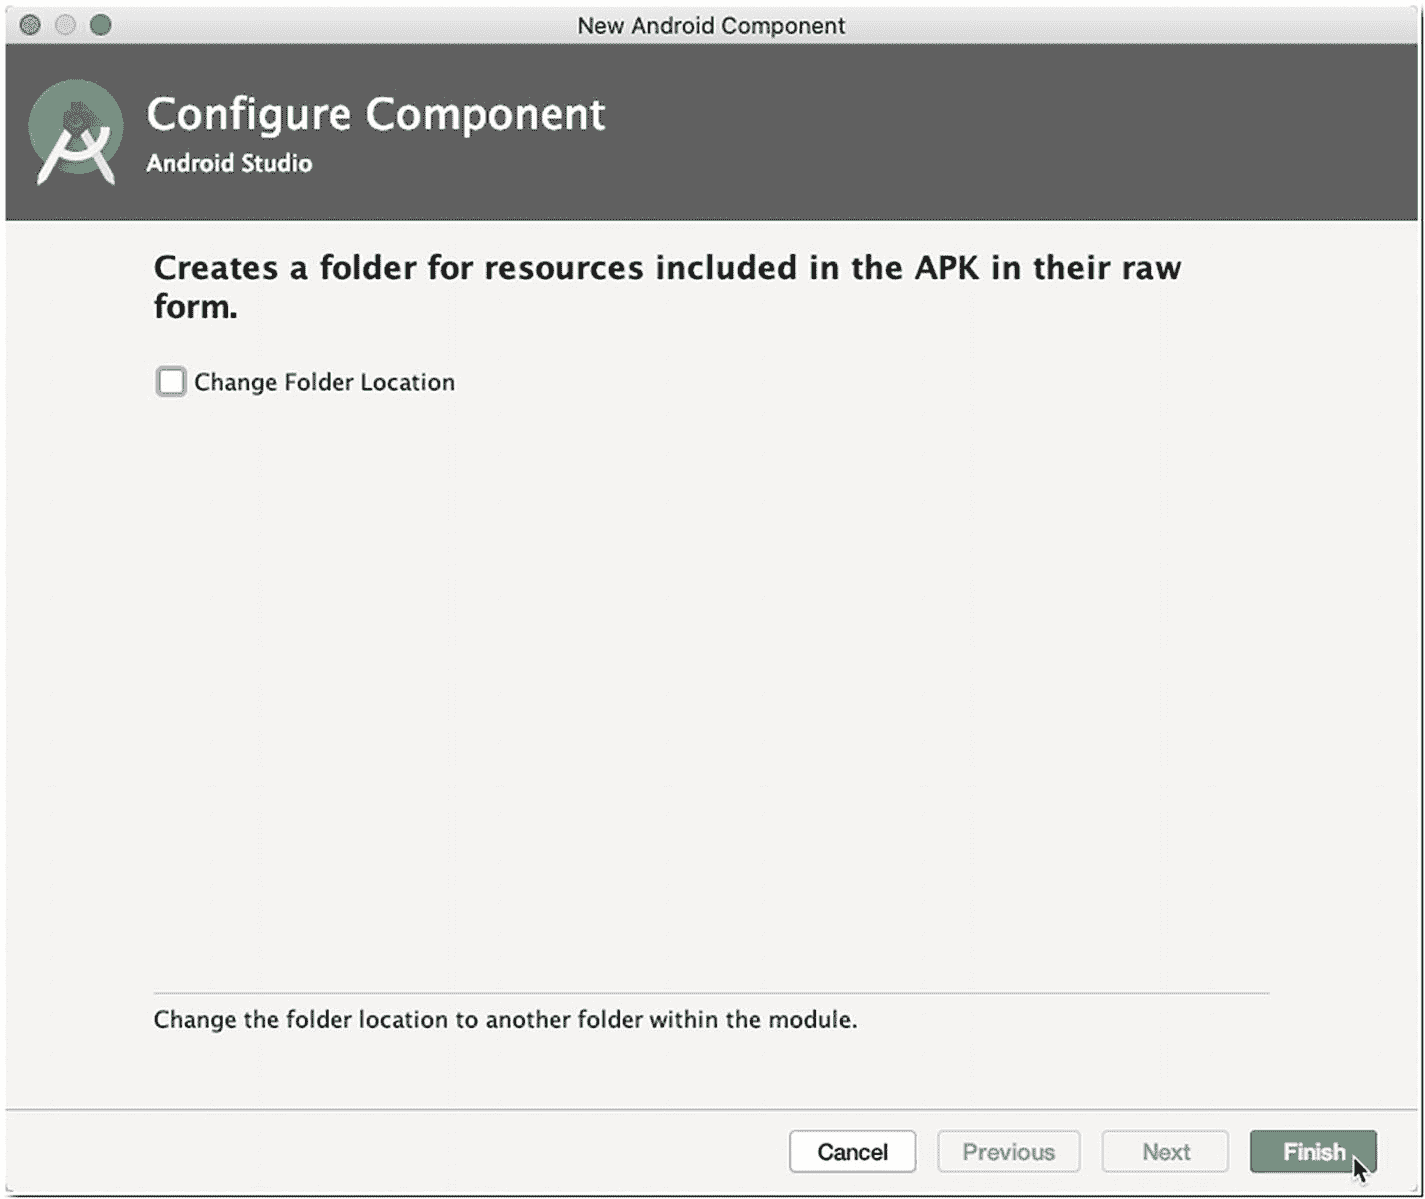 New Android Component
Configure Component
Android Studio
Creates a folder for resources included in the APK in their raw
form.
Change Folder Location
Change the folder location to another folder within the module.
Cancel
Previous
Next
Finish